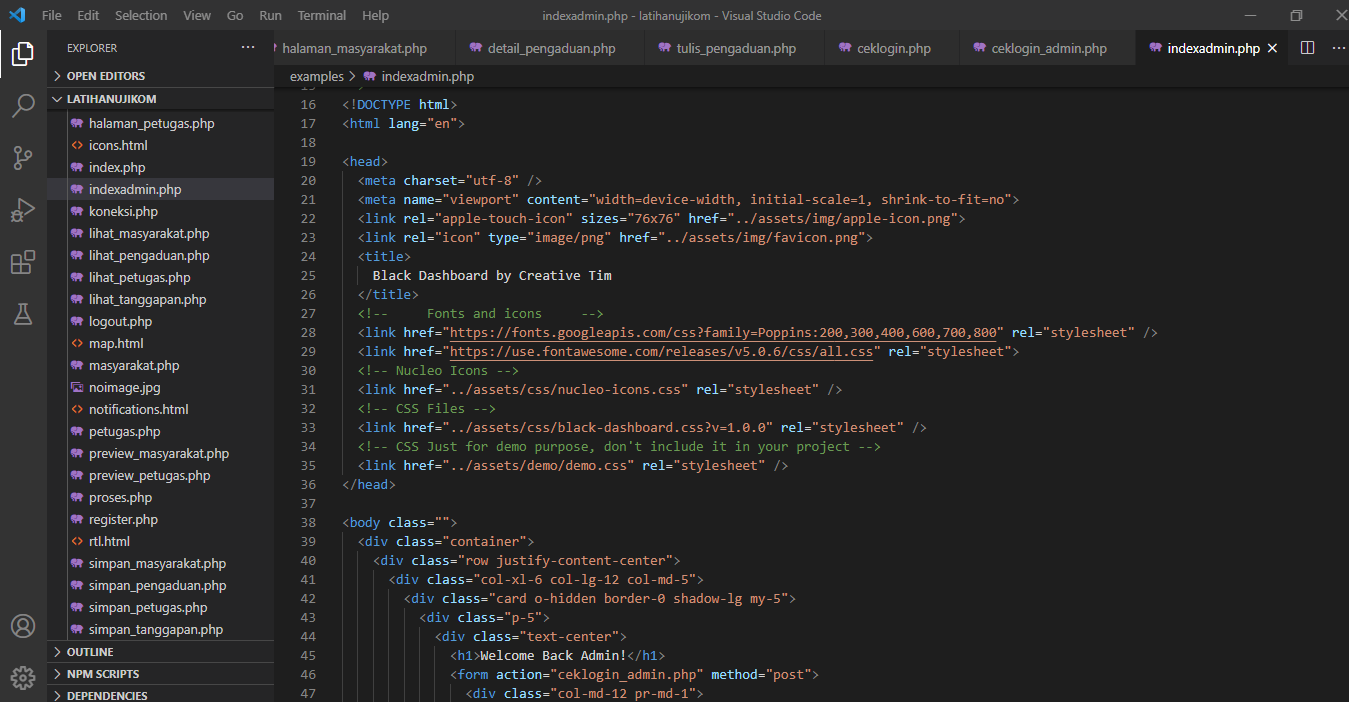 File Edit Selection View Go Run Terminal Help indexadmin.php - latihanujikom - Visual Studio Code
EXPLORER
OPEN EDITORS
LATIHANUJIKOM
halaman_petugas.php
icons.html
index.php
indexadmin.php
koneksi.php
lihat_masyarakat.php
lihat_pengaduan.php
lihat_petugas.php
lihat_tanggapan.php
logout.php
map.html
masyarakat.php
noimage.jpg
notifications.html
petugas.php
preview_masyarakat.php
preview_petugas.php
proses.php
register.php
rtl.html
simpan_masyarakat.php
simpan_pengaduan.php
simpan_petugas.php
simpan_tanggapan.php
OUTLINE
NPM SCRIPTS
DEPENDENCIES
halaman_masyarakat.php detail_pengaduan.php tulis_pengaduan.php ceklogin.php ceklogin_admin.php indexadmin.php
examples > indexadmin.php
16 <!DOCTYPE html>
17 <html lang="en">
18
19 <head>
20 <meta charset="utf-8" />
21 <meta name="viewport" content="width=device-width, initial-scale=1, shrink-to-fit=no">
22 <link rel="apple-touch-icon" sizes="76x76" href="../assets/img/apple-icon.png">
23 <link rel="icon" type="image/png" href="../assets/img/favicon.png">
24 <title>
25 Black Dashboard by Creative Tim
26 </title>
27 <!--     Fonts and icons     -->
28 <link href="https://fonts.googleapis.com/css?family=Poppins:200,300,400,600,700,800" rel="stylesheet" />
29 <link href="https://use.fontawesome.com/releases/v5.0.6/css/all.css" rel="stylesheet">
30 <!-- Nucleo Icons -->
31 <link href="../assets/css/nucleo-icons.css" rel="stylesheet" />
32 <!-- CSS Files -->
33 <link href="../assets/css/black-dashboard.css?v=1.0.0" rel="stylesheet" />
34 <!-- CSS Just for demo purpose, don't include it in your project -->
35 <link href="../assets/demo/demo.css" rel="stylesheet" />
36 </head>
37
38 <body class="">
39 <div class="container">
40 <div class="row justify-content-center">
41 <div class="col-xl-6 col-lg-12 col-md-5">
42 <div class="card o-hidden border-0 shadow-lg my-5">
43 <div class="p-5">
44 <div class="text-center">
45 <h1>Welcome Back Admin!</h1>
46 <form action="ceklogin_admin.php" method="post">
47 <div class="col-md-12 pr-md-1">